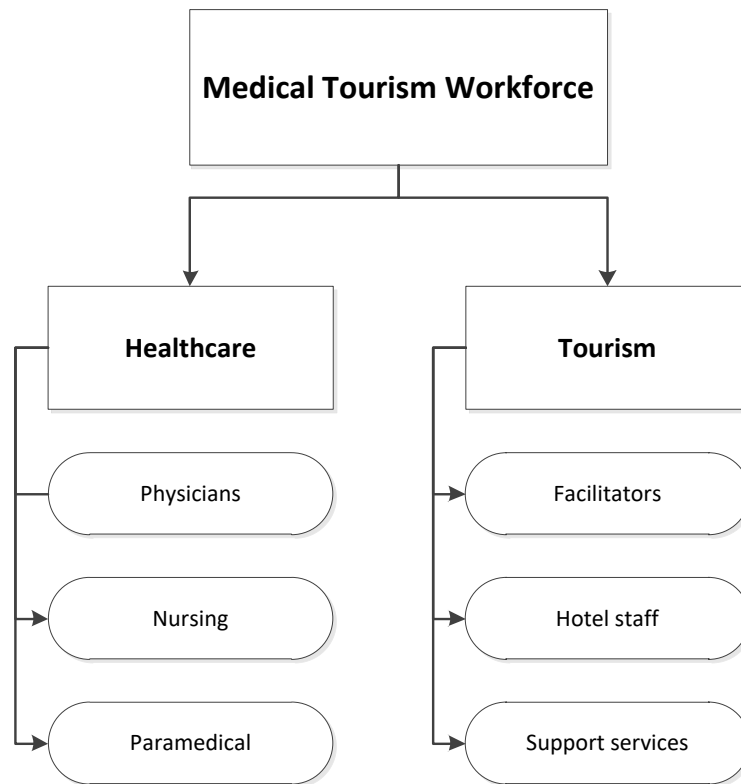 Medical Tourism Workforce
Healthcare
Tourism
Physicians
Facilitators
Nursing
Hotel staff
Paramedical
Support services